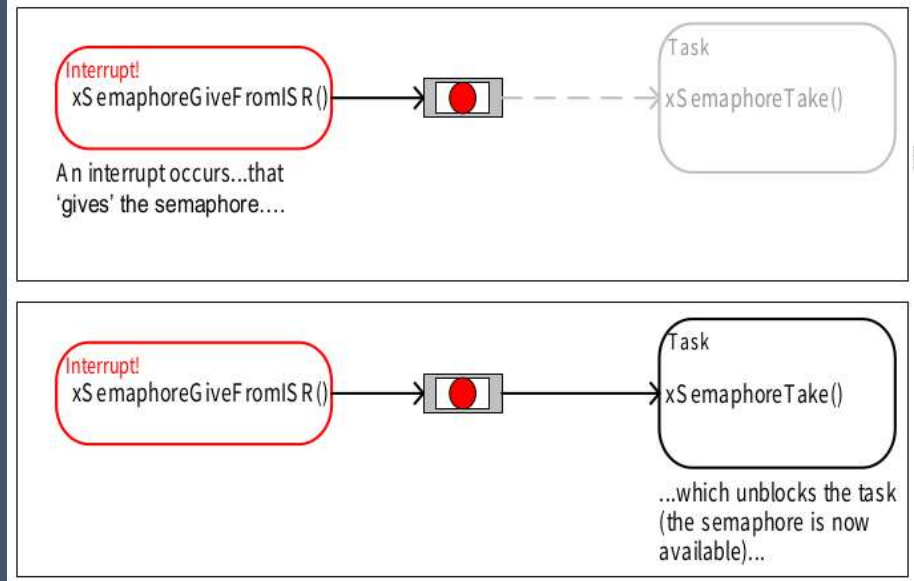 Interrupt!
xSemaphoreGiveFromISR()
Task
xSemaphoreTake()
An interrupt occurs...that
‘gives’ the semaphore....
Interrupt!
xSemaphoreGiveFromISR()
Task
xSemaphoreTake()
...which unblocks the task
(the semaphore is now
available)...